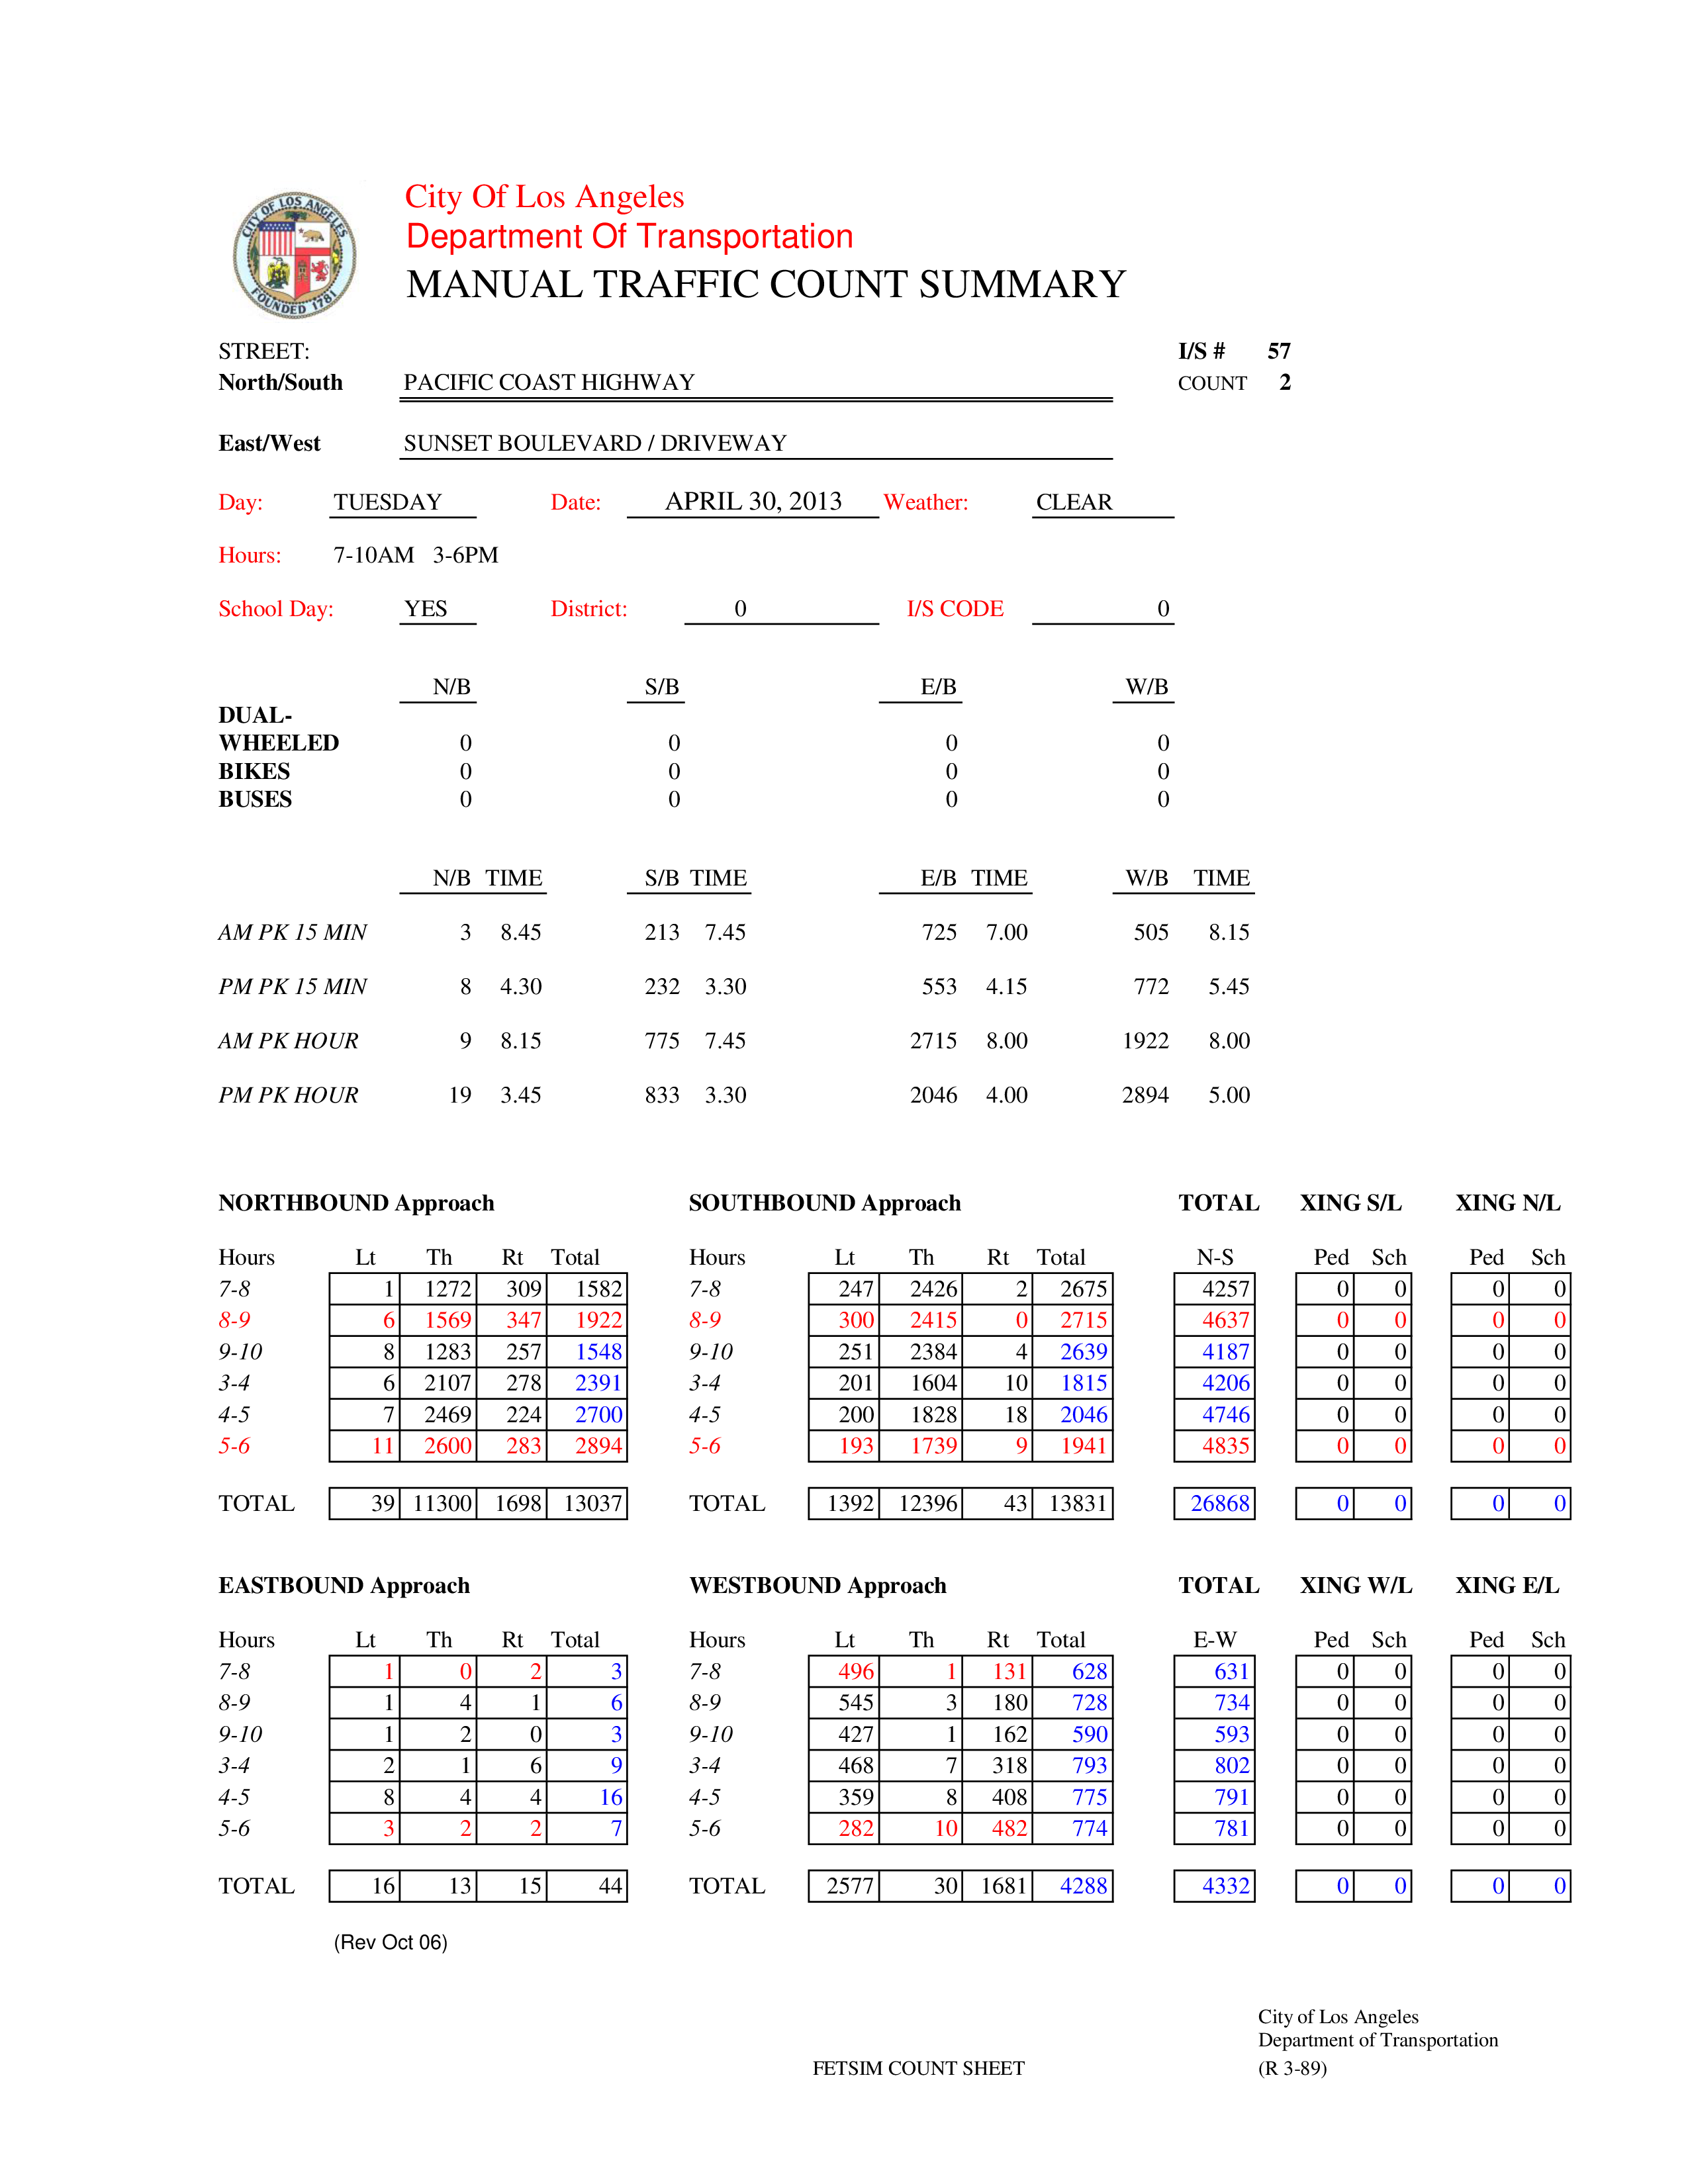 CITY OF LOS ANGELES
FOUNDED 1781
City Of Los Angeles
Department Of Transportation
MANUAL TRAFFIC COUNT SUMMARY
STREET: I/S # 57
North/South PACIFIC COAST HIGHWAY COUNT 2
East/West SUNSET BOULEVARD / DRIVEWAY
Day: TUESDAY Date: APRIL 30, 2013 Weather: CLEAR
Hours: 7-10AM 3-6PM
School Day: YES District: 0 I/S CODE 0
N/B S/B E/B W/B
DUAL-
WHEELED 0 0 0 0
BIKES 0 0 0 0
BUSES 0 0 0 0
N/B TIME S/B TIME E/B TIME W/B TIME
AM PK 15 MIN 3 8.45 213 7.45 725 7.00 505 8.15
PM PK 15 MIN 8 4.30 232 3.30 553 4.15 772 5.45
AM PK HOUR 9 8.15 775 7.45 2715 8.00 1922 8.00
PM PK HOUR 19 3.45 833 3.30 2046 4.00 2894 5.00
NORTHBOUND Approach SOUTHBOUND Approach TOTAL XING S/L XING N/L
Hours Lt Th Rt Total Hours Lt Th Rt Total N-S Ped Sch Ped Sch
7-8 1 1272 309 1582 7-8 247 2426 2 2675 4257 0 0 0 0
8-9 6 1569 347 1922 8-9 300 2415 0 2715 4637 0 0 0 0
9-10 8 1283 257 1548 9-10 251 2384 4 2639 4187 0 0 0 0
3-4 6 2107 278 2391 3-4 201 1604 10 1815 4206 0 0 0 0
4-5 7 2469 224 2700 4-5 200 1828 18 2046 4746 0 0 0 0
5-6 11 2600 283 2894 5-6 193 1739 9 1941 4835 0 0 0 0
TOTAL 39 11300 1698 13037 TOTAL 1392 12396 43 13831 26868 0 0 0 0
EASTBOUND Approach WESTBOUND Approach TOTAL XING W/L XING E/L
Hours Lt Th Rt Total Hours Lt Th Rt Total E-W Ped Sch Ped Sch
7-8 1 0 2 3 7-8 496 1 131 628 631 0 0 0 0
8-9 1 4 1 6 8-9 545 3 180 728 734 0 0 0 0
9-10 1 2 0 3 9-10 427 1 162 590 593 0 0 0 0
3-4 2 1 6 9 3-4 468 7 318 793 802 0 0 0 0
4-5 8 4 4 16 4-5 359 8 408 775 791 0 0 0 0
5-6 3 2 2 7 5-6 282 10 482 774 781 0 0 0 0
TOTAL 16 13 15 44 TOTAL 2577 30 1681 4288 4332 0 0 0 0
(Rev Oct 06)
City of Los Angeles
Department of Transportation
FETSIM COUNT SHEET (R 3-89)